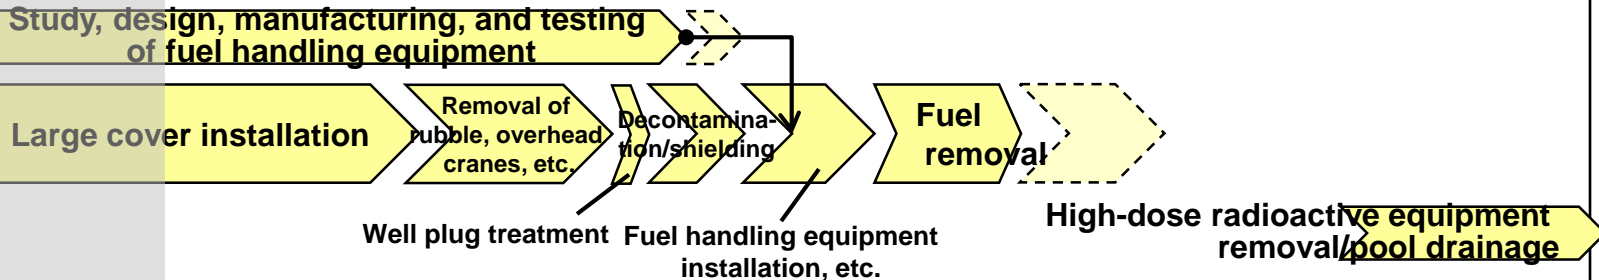 Study, design, manufacturing, and testing
of fuel handling equipment
Large cover installation
Removal of
rubble, overhead
cranes, etc.
Decontamina-
tion/shielding
Fuel
removal
Well plug treatment
Fuel handling equipment
installation, etc.
High-dose radioactive equipment
removal/pool drainage